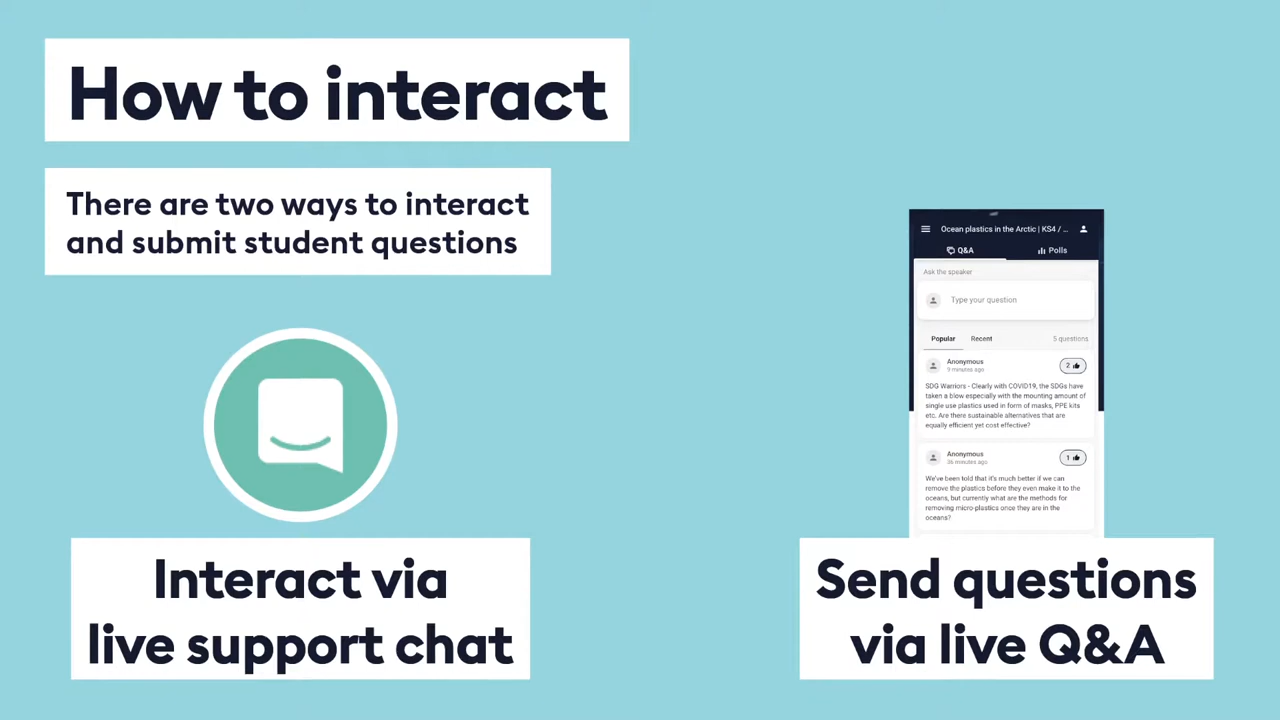 How to interact
There are two ways to interact
and submit student questions
Ocean plastics in the Arctic | KS4 / ...
Q&A
Polls
Ask the speaker
Type your question
Popular
Recent
5 questions
Anonymous
9 minutes ago
2
SDG Warriors - Clearly with COVID19, the SDGs have
taken a blow especially with the mounting amount of
single use plastics used in form of masks, PPE kits
etc. Are there sustainable alternatives that are
equally efficient yet cost effective?
Anonymous
36 minutes ago
1
We've been told that it's much better if we can
remove the plastics before they even make it to the
oceans, but currently what are the methods for
removing micro-plastics once they are in the
oceans?
Interact via
live support chat
Send questions
via live Q&A